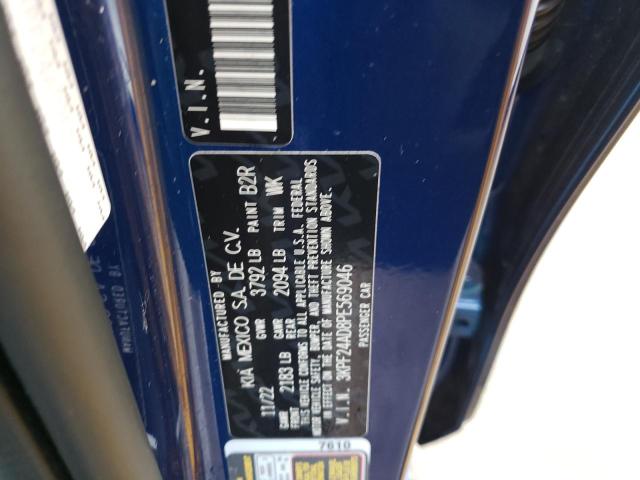 V.I.N.
MANUFACTURED BY
KIA MEXICO S.A. DE C.V.
11/22 GVWR 3792 LB PAINT B2R
GAWR FRONT 2183 LB GAWR REAR 2094 LB TRIM WK
THIS VEHICLE CONFORMS TO ALL APPLICABLE U.S.A. FEDERAL
MOTOR VEHICLE SAFETY, BUMPER, AND THEFT PREVENTION STANDARDS
IN EFFECT ON THE DATE OF MANUFACTURE SHOWN ABOVE.
V.I.N. 3KPF24AD8PE569046
PASSENGER CAR
7610